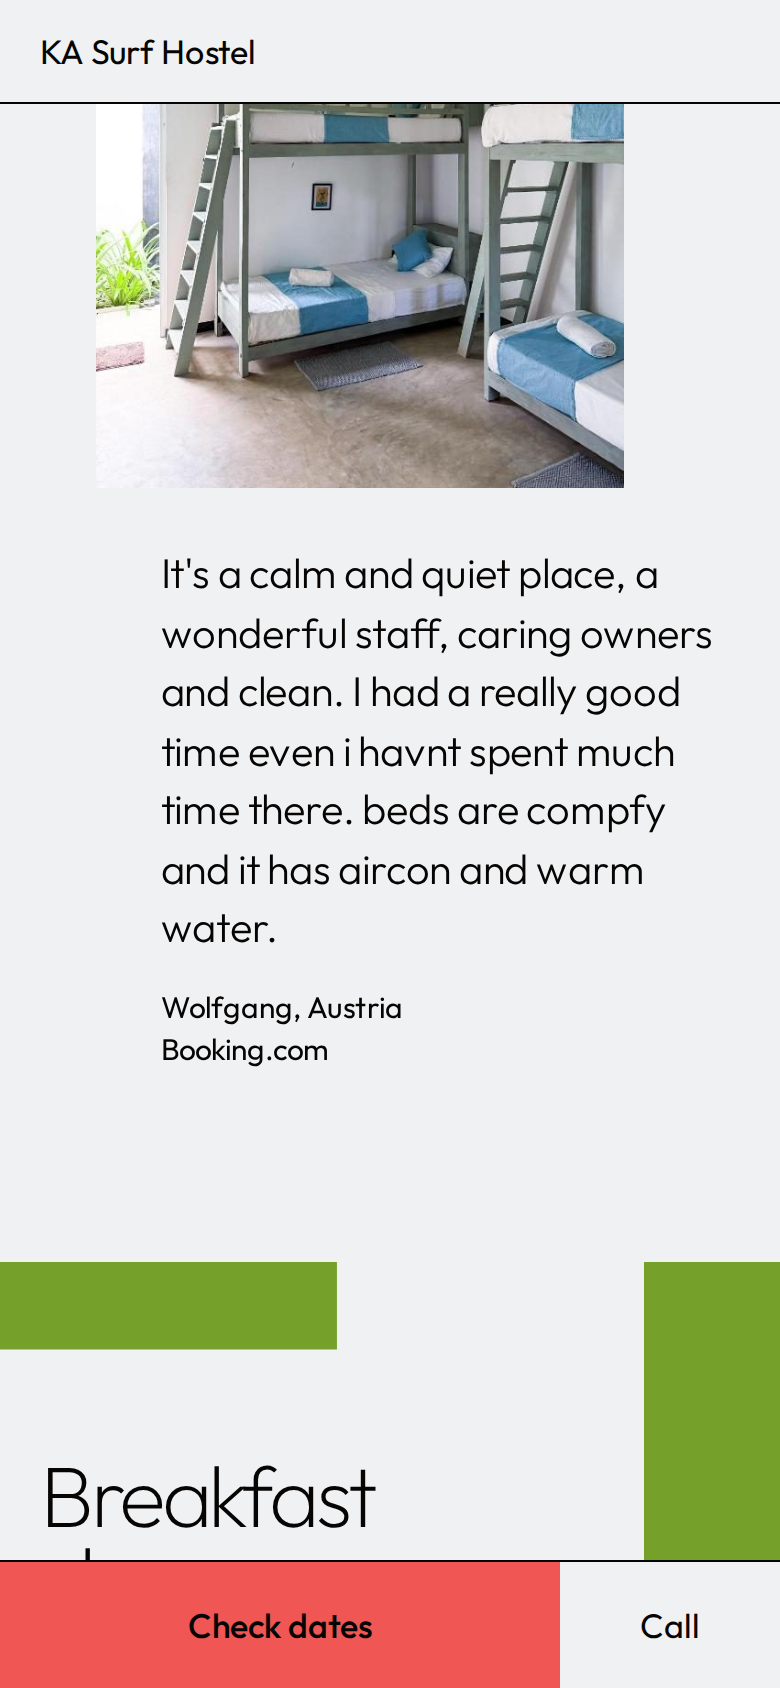 KA Surf Hostel
It's a calm and quiet place, a
wonderful staff, caring owners
and clean. I had a really good
time even i havnt spent much
time there. beds are compfy
and it has aircon and warm
water.
Wolfgang, Austria
Booking.com
Breakfast
Check dates
Call